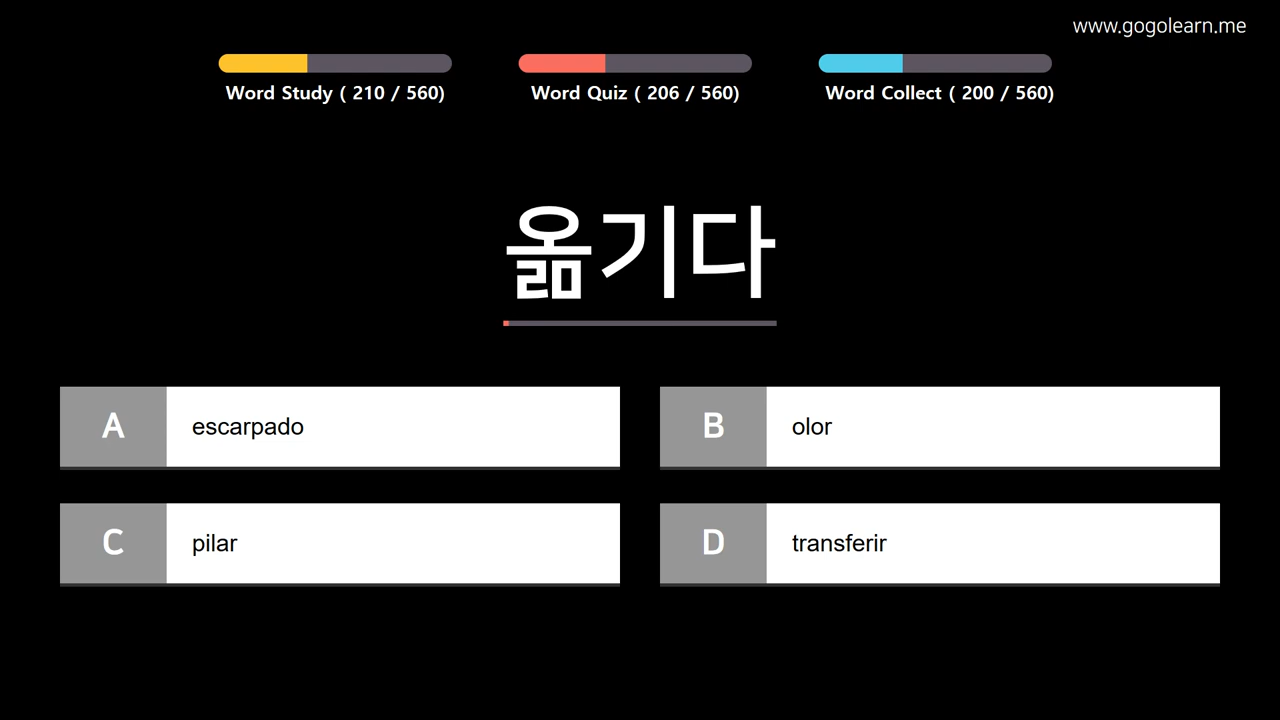 www.gogolearn.me
Word Study ( 210 / 560)
Word Quiz ( 206 / 560)
Word Collect ( 200 / 560)
옮기다
A escarpado
B olor
C pilar
D transferir